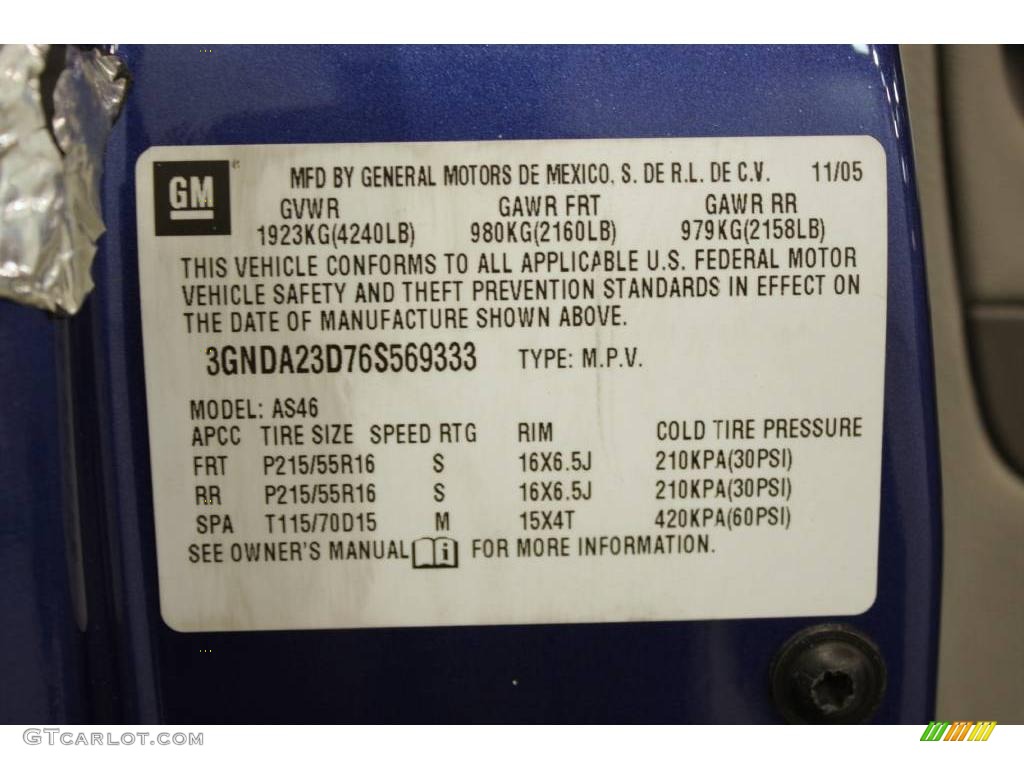 GM
MFD BY GENERAL MOTORS DE MEXICO, S. DE R.L. DE C.V. 11/05
GVWR GAWR FRT GAWR RR
1923KG(4240LB) 980KG(2160LB) 979KG(2158LB)
THIS VEHICLE CONFORMS TO ALL APPLICABLE U.S. FEDERAL MOTOR
VEHICLE SAFETY AND THEFT PREVENTION STANDARDS IN EFFECT ON
THE DATE OF MANUFACTURE SHOWN ABOVE.
3GNDA23D76S569333 TYPE: M.P.V.
MODEL: AS46
APCC TIRE SIZE SPEED RTG RIM COLD TIRE PRESSURE
FRT P215/55R16 S 16X6.5J 210KPA(30PSI)
RR P215/55R16 S 16X6.5J 210KPA(30PSI)
SPA T115/70D15 M 15X4T 420KPA(60PSI)
SEE OWNER'S MANUAL i FOR MORE INFORMATION.
GTCARLOT.COM